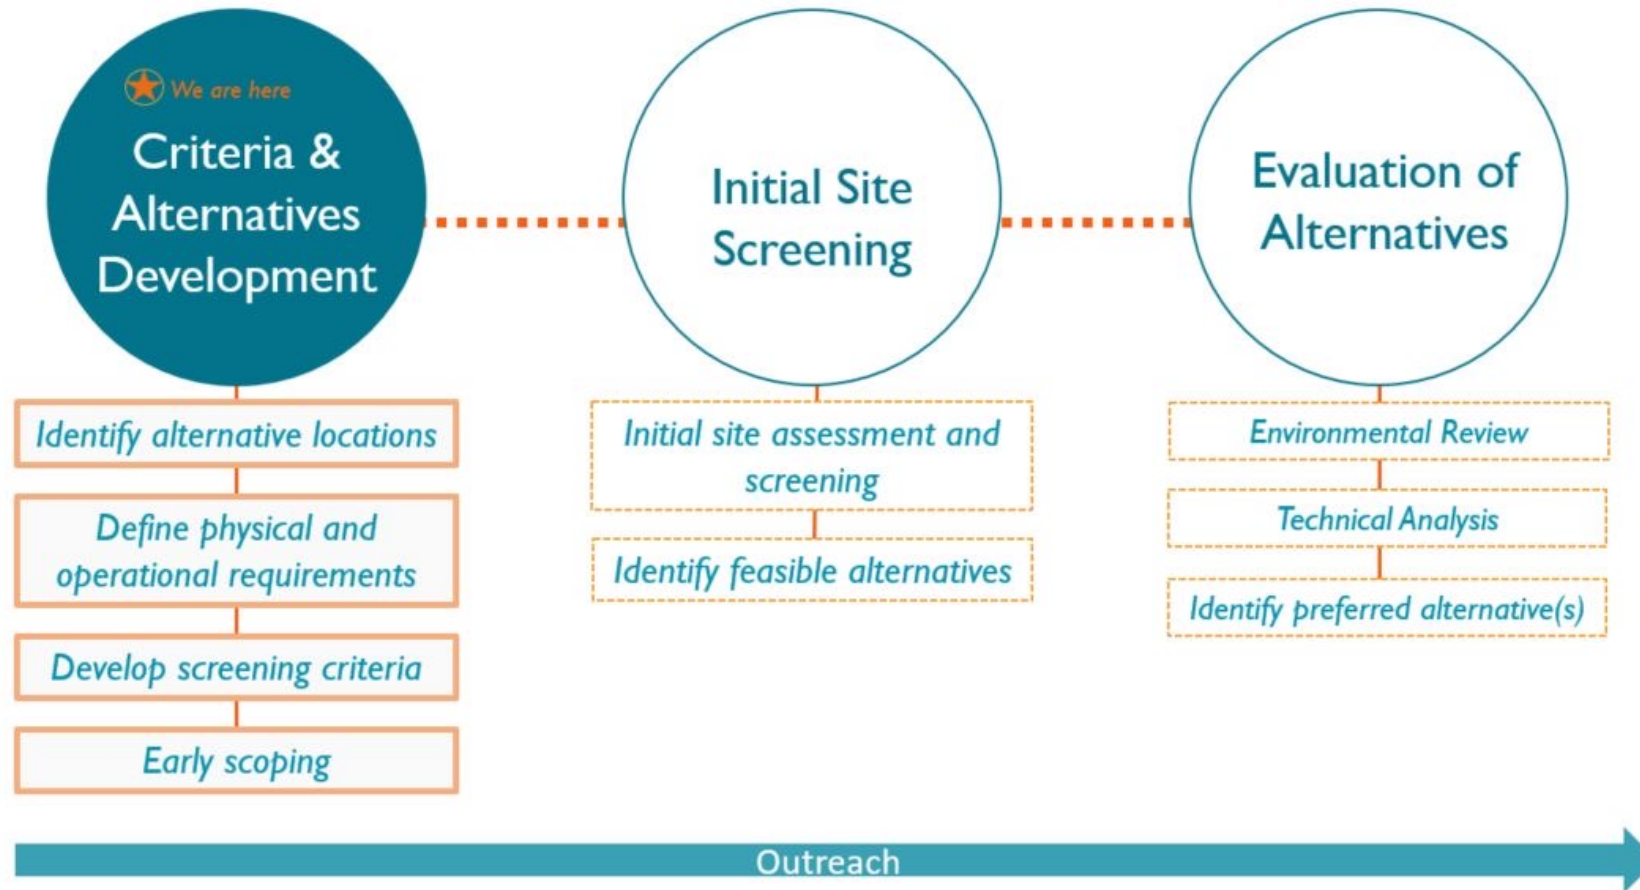 We are here
Criteria &
Alternatives
Development
Identify alternative locations
Define physical and
operational requirements
Develop screening criteria
Early scoping
Initial Site
Screening
Initial site assessment and
screening
Identify feasible alternatives
Evaluation of
Alternatives
Environmental Review
Technical Analysis
Identify preferred alternative(s)
Outreach